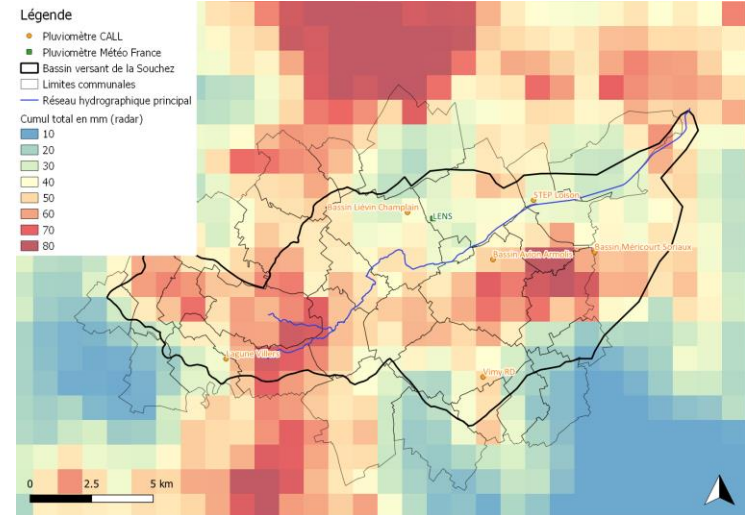 Légende
Pluviomètre CALL
Pluviomètre Météo France
Bassin versant de la Souchez
Limites communales
Réseau hydrographique principal
Cumul total en mm (radar)
10
20
30
40
50
60
70
80
STEP Loison
Bassin Liévin Champlain
LENS
Bassin Méricourt Soriaux
Bassin Avion Armolis
Lagune Villers
Vimy RD
0 2.5 5 km